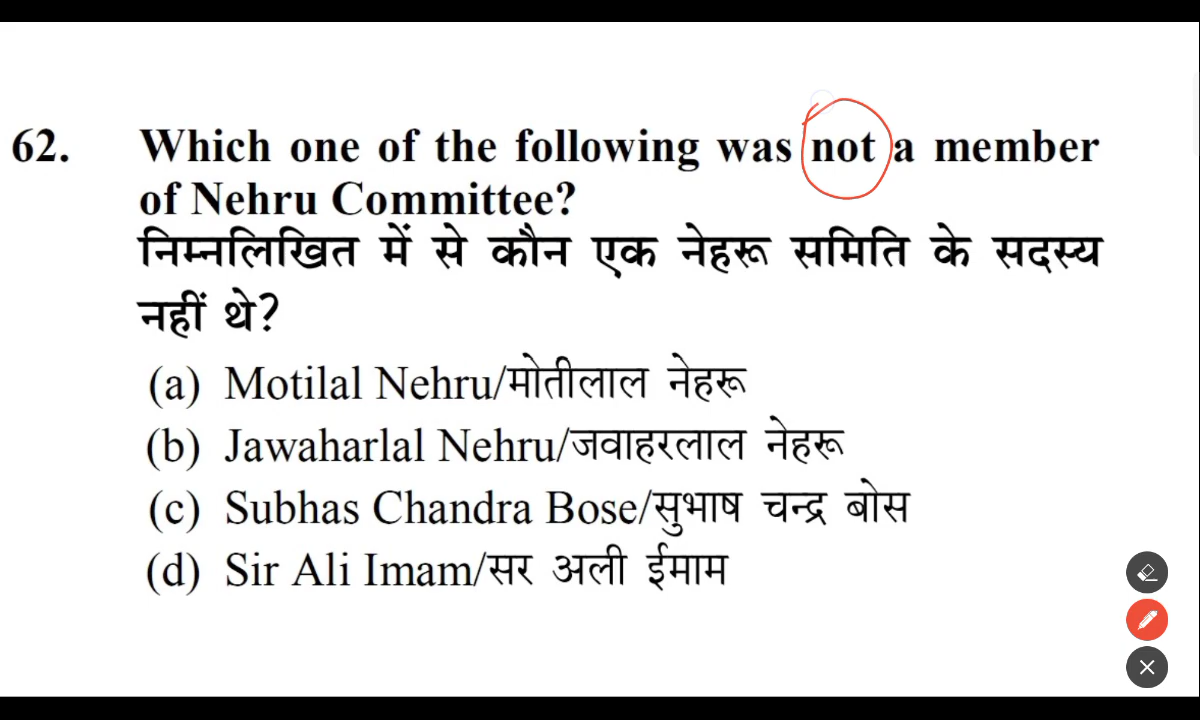 62. Which one of the following was not a member
of Nehru Committee?
निम्नलिखित में से कौन एक नेहरू समिति के सदस्य
नहीं थे?
(a) Motilal Nehru/मोतीलाल नेहरू
(b) Jawaharlal Nehru/जवाहरलाल नेहरू
(c) Subhas Chandra Bose/सुभाष चन्द्र बोस
(d) Sir Ali Imam/सर अली ईमाम